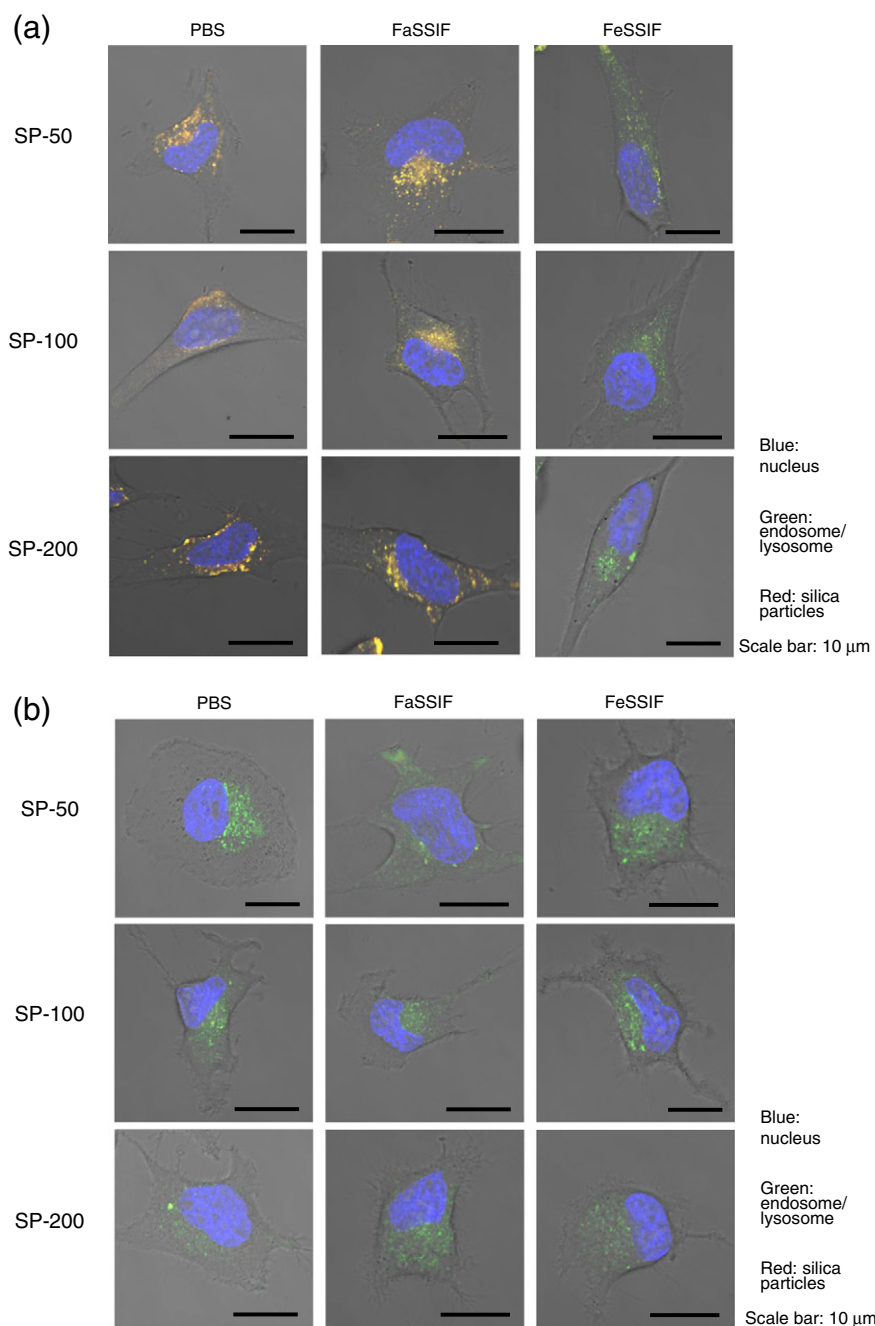 (a)
PBS FaSSIF FeSSIF
SP-50
SP-100
Blue:
nucleus
Green:
endosome/
lysosome
SP-200
Red: silica
particles
Scale bar: 10 μm
(b)
PBS FaSSIF FeSSIF
SP-50
SP-100
Blue:
nucleus
Green:
endosome/
lysosome
SP-200
Red: silica
particles
Scale bar: 10 μm